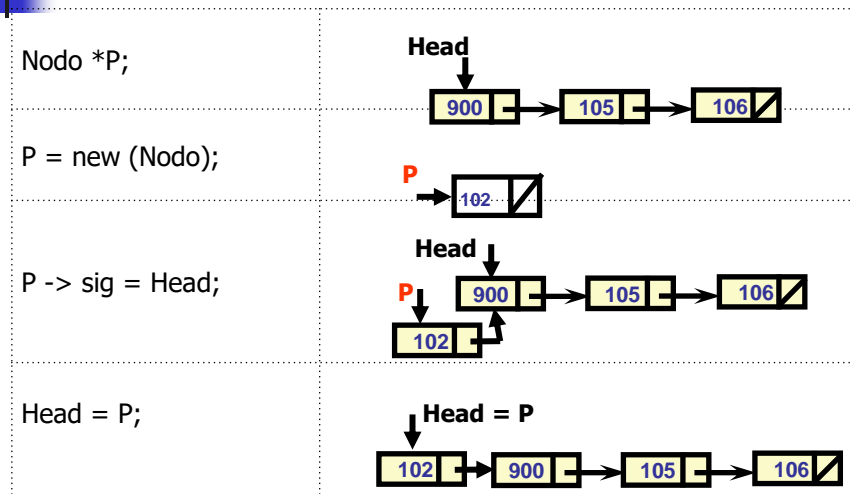 Nodo *P;
Head
900 105 106
P = new (Nodo);
P
102
P -> sig = Head;
Head
P
900 105 106
102
Head = P;
Head = P
102 900 105 106